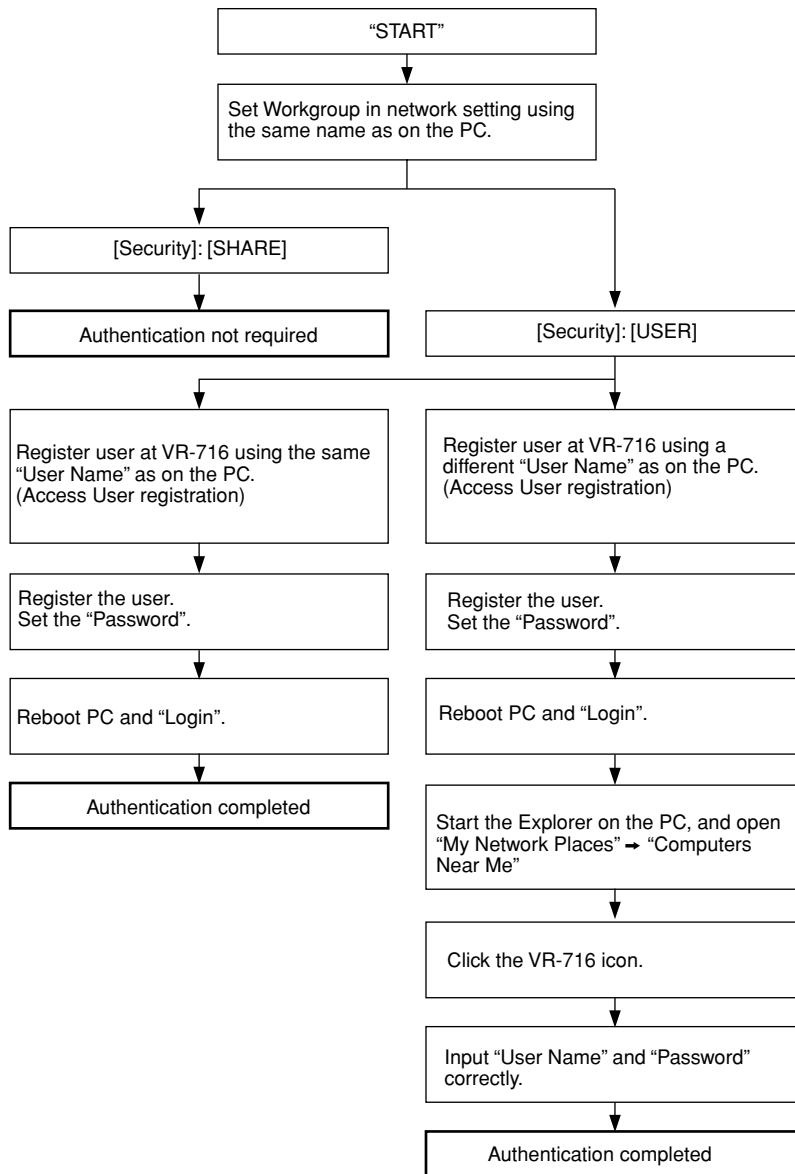 “START”
Set Workgroup in network setting using
the same name as on the PC.
[Security]: [SHARE]
Authentication not required
[Security]: [USER]
Register user at VR-716 using the same
“User Name” as on the PC.
(Access User registration)
Register user at VR-716 using a
different “User Name” as on the PC.
(Access User registration)
Register the user.
Set the “Password”.
Register the user.
Set the “Password”.
Reboot PC and “Login”.
Reboot PC and “Login”.
Authentication completed
Start the Explorer on the PC, and open
“My Network Places” ➞ “Computers
Near Me”
Click the VR-716 icon.
Input “User Name” and “Password”
correctly.
Authentication completed